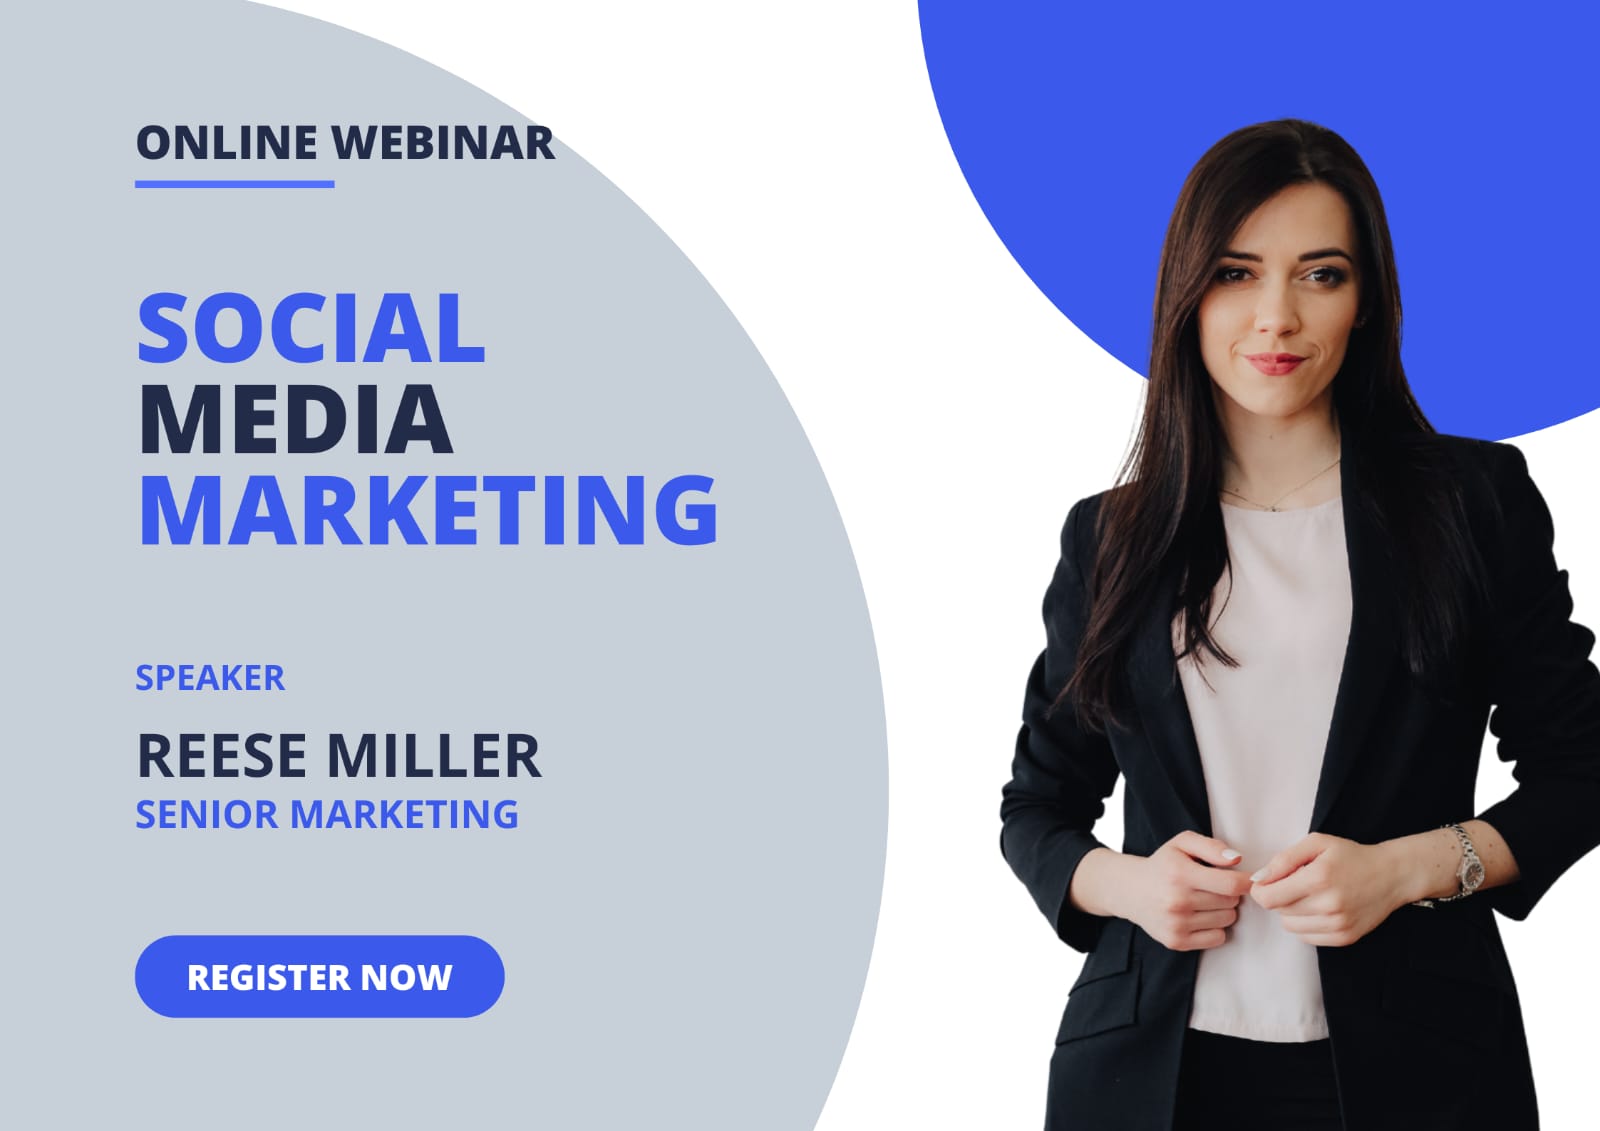 ONLINE WEBINAR
SOCIAL
MEDIA
MARKETING
SPEAKER
REESE MILLER
SENIOR MARKETING
REGISTER NOW